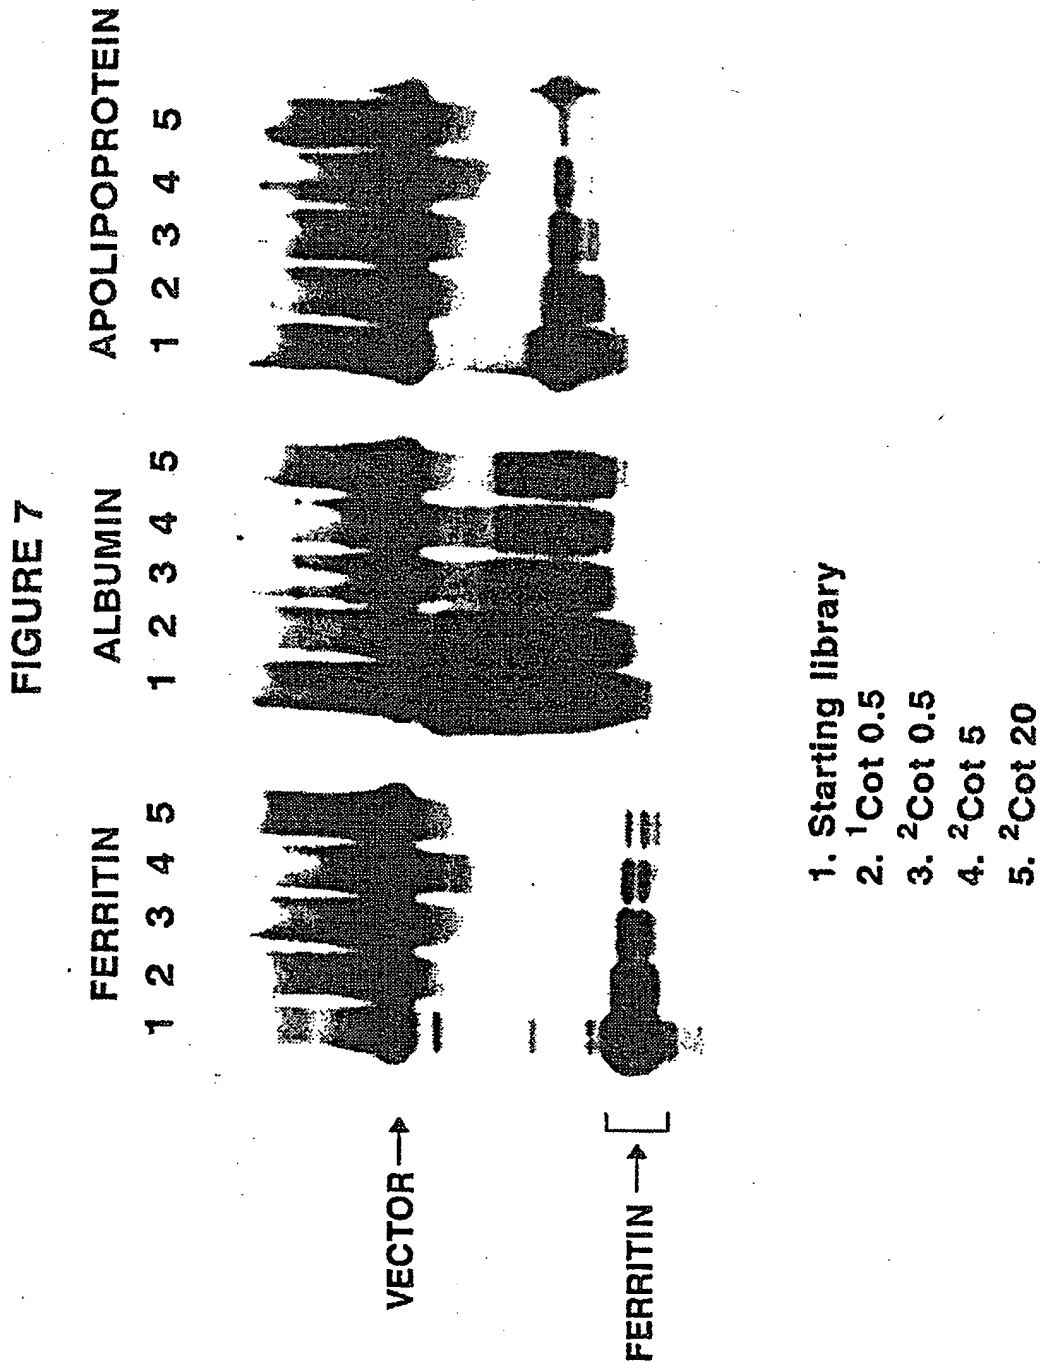 FIGURE 7
FERRITIN ALBUMIN APOLIPOPROTEIN
1 2 3 4 5 1 2 3 4 5 1 2 3 4 5
VECTOR→
FERRITIN →
1. Starting library
2. ¹Cot 0.5
3. ²Cot 0.5
4. ²Cot 5
5. ²Cot 20